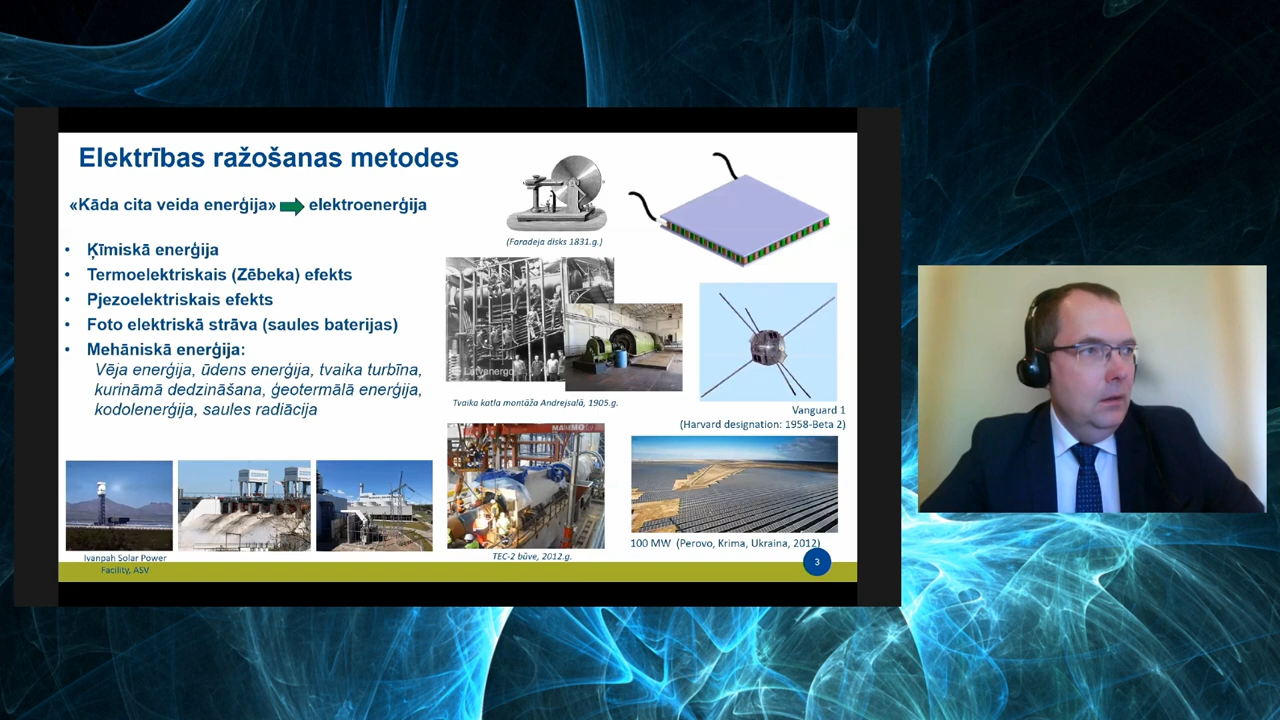 Elektrības ražošanas metodes
«Kāda cita veida enerģija» elektroenerģija
• Ķīmiskā enerģija
• Termoelektriskais (Zēbeka) efekts
• Pjezoelektriskais efekts
• Foto elektriskā strāva (saules baterijas)
• Mehāniskā enerģija:
Vēja enerģija, ūdens enerģija, tvaika turbīna,
kurināmā dedzināšana, ģeotermālā enerģija,
kodolenerģija, saules radiācija
(Faradeja disks 1831.g.)
Latvenergo
Tvaika katla montāža Andrejsalā, 1905.g.
Vanguard 1
(Harvard designation: 1958-Beta 2)
MAMMO
Ivanpah Solar Power
Facility, ASV
TEC-2 būve, 2012.g.
100 MW (Perovo, Krima, Ukraina, 2012)
3